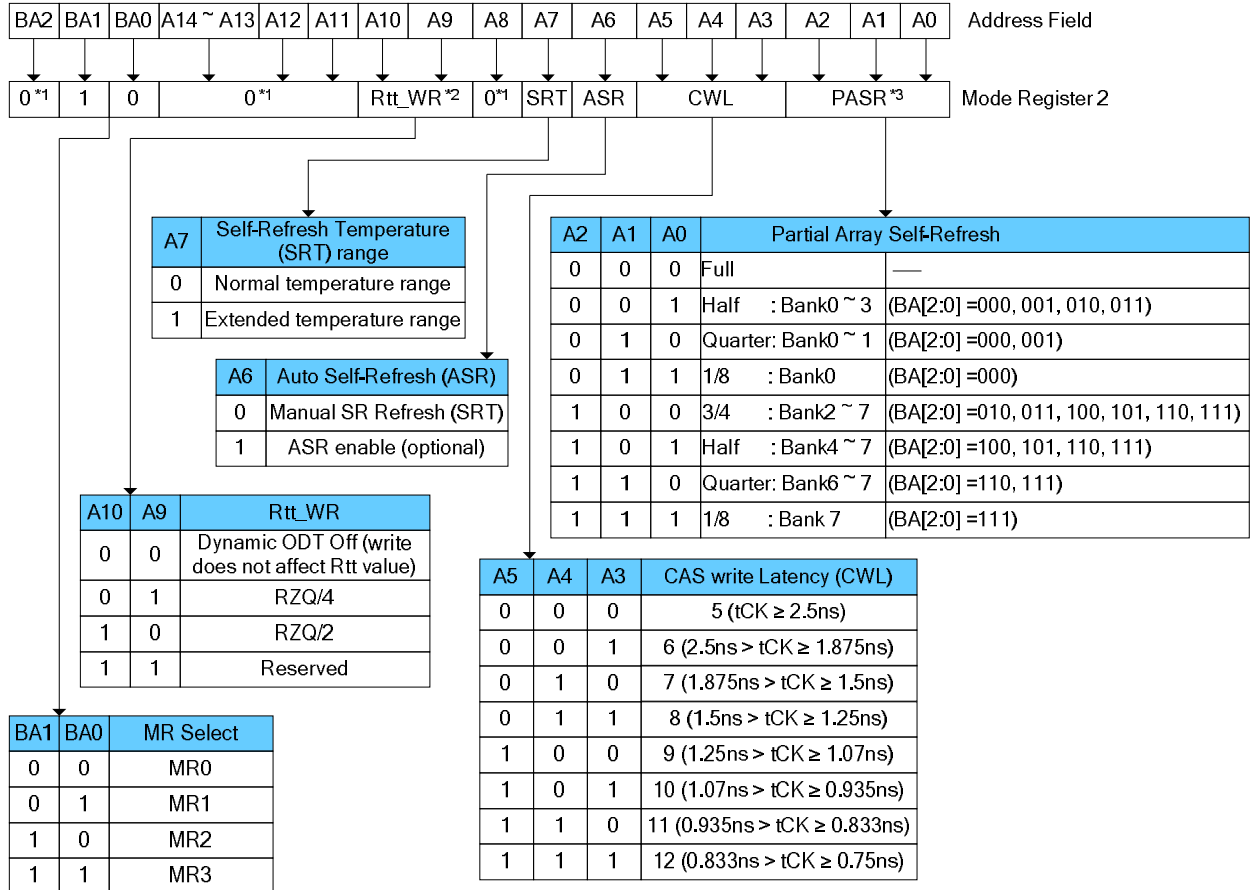 BA2 BA1 BA0 A14 ~ A13 A12 A11 A10 A9 A8 A7 A6 A5 A4 A3 A2 A1 A0 Address Field
0*1 1 0 0*1 Rtt_WR*2 0*1 SRT ASR CWL PASR*3 Mode Register 2
A7 Self-Refresh Temperature (SRT) range
0 Normal temperature range
1 Extended temperature range
A6 Auto Self-Refresh (ASR)
0 Manual SR Refresh (SRT)
1 ASR enable (optional)
A10 A9 Rtt_WR
0 0 Dynamic ODT Off (write does not affect Rtt value)
0 1 RZQ/4
1 0 RZQ/2
1 1 Reserved
BA1 BA0 MR Select
0 0 MR0
0 1 MR1
1 0 MR2
1 1 MR3
A2 A1 A0 Partial Array Self-Refresh
0 0 0 Full —
0 0 1 Half : Bank0 ~ 3 (BA[2:0] =000, 001, 010, 011)
0 1 0 Quarter: Bank0 ~ 1 (BA[2:0] =000, 001)
0 1 1 1/8 : Bank0 (BA[2:0] =000)
1 0 0 3/4 : Bank2 ~ 7 (BA[2:0] =010, 011, 100, 101, 110, 111)
1 0 1 Half : Bank4 ~ 7 (BA[2:0] =100, 101, 110, 111)
1 1 0 Quarter: Bank6 ~ 7 (BA[2:0] =110, 111)
1 1 1 1/8 : Bank 7 (BA[2:0] =111)
A5 A4 A3 CAS write Latency (CWL)
0 0 0 5 (tCK ≥ 2.5ns)
0 0 1 6 (2.5ns > tCK ≥ 1.875ns)
0 1 0 7 (1.875ns > tCK ≥ 1.5ns)
0 1 1 8 (1.5ns > tCK ≥ 1.25ns)
1 0 0 9 (1.25ns > tCK ≥ 1.07ns)
1 0 1 10 (1.07ns > tCK ≥ 0.935ns)
1 1 0 11 (0.935ns > tCK ≥ 0.833ns)
1 1 1 12 (0.833ns > tCK ≥ 0.75ns)